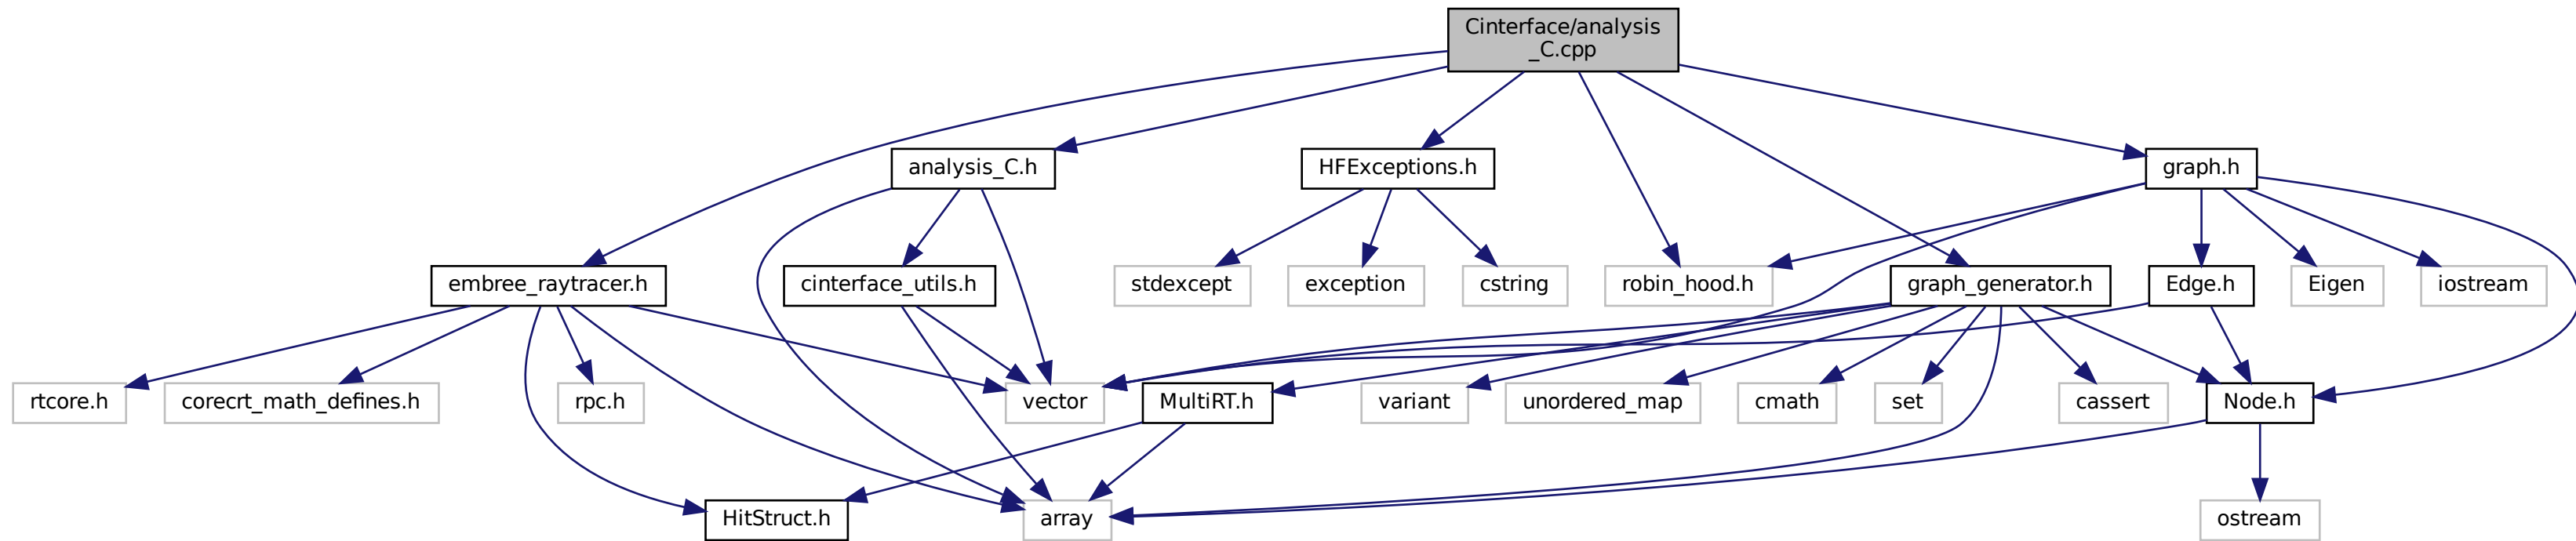 Cinterface/analysis
_C.cpp
analysis_C.h
HFExceptions.h
graph.h
embree_raytracer.h
cinterface_utils.h
stdexcept
exception
cstring
robin_hood.h
graph_generator.h
Edge.h
Eigen
iostream
rtcore.h
corecrt_math_defines.h
rpc.h
vector
MultiRT.h
variant
unordered_map
cmath
set
cassert
Node.h
HitStruct.h
array
ostream